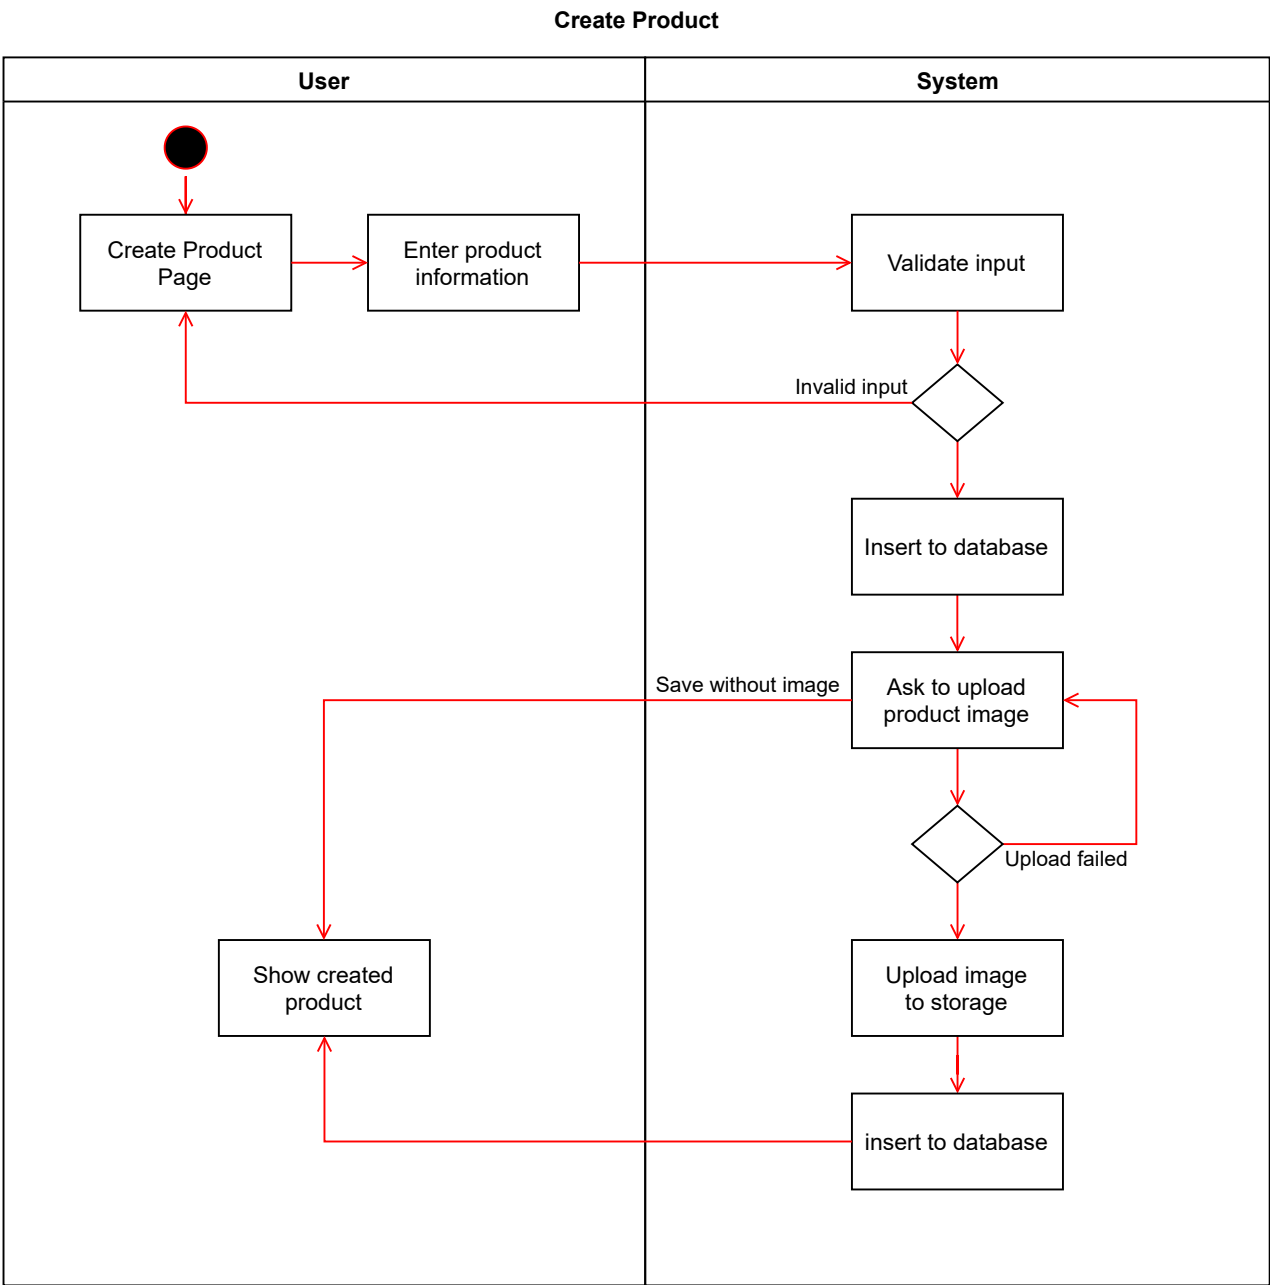 Create Product
User
System
Create Product
Page
Enter product
information
Validate input
Invalid input
Insert to database
Save without image
Ask to upload
product image
Upload failed
Show created
product
Upload image
to storage
insert to database